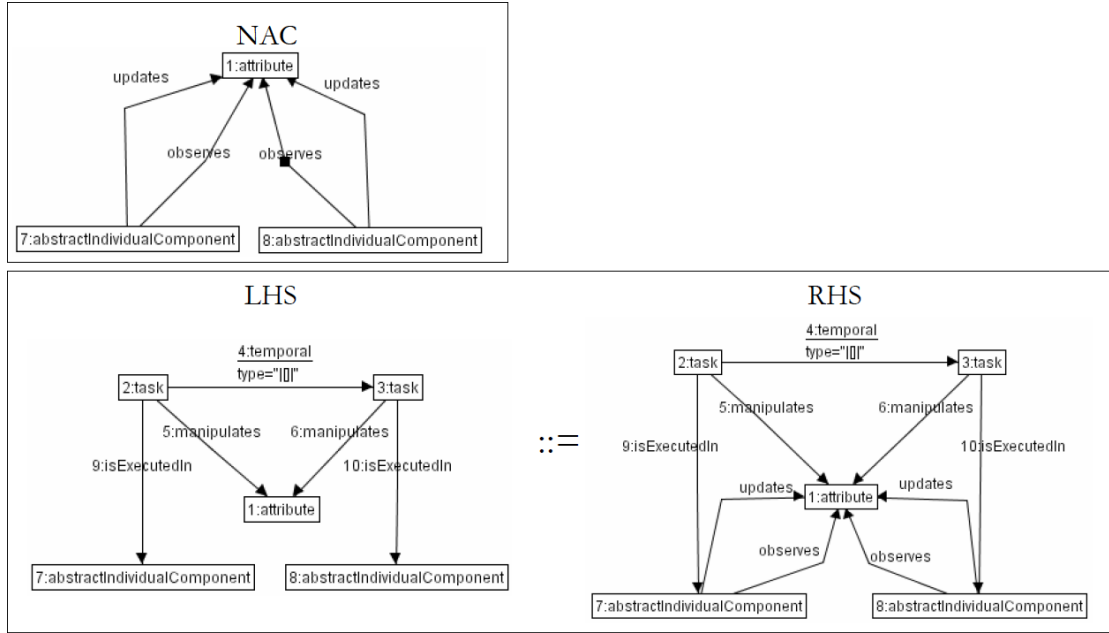 NAC
1:attribute
updates
updates
observes
observes
7:abstractIndividualComponent
8:abstractIndividualComponent
LHS
4:temporal
type="|[]|"
2:task
3:task
5:manipulates
6:manipulates
9:isExecutedIn
10:isExecutedIn
1:attribute
7:abstractIndividualComponent
8:abstractIndividualComponent
::=
RHS
4:temporal
type="|[]|"
2:task
3:task
5:manipulates
6:manipulates
9:isExecutedIn
10:isExecutedIn
updates
1:attribute
updates
observes
observes
7:abstractIndividualComponent
8:abstractIndividualComponent